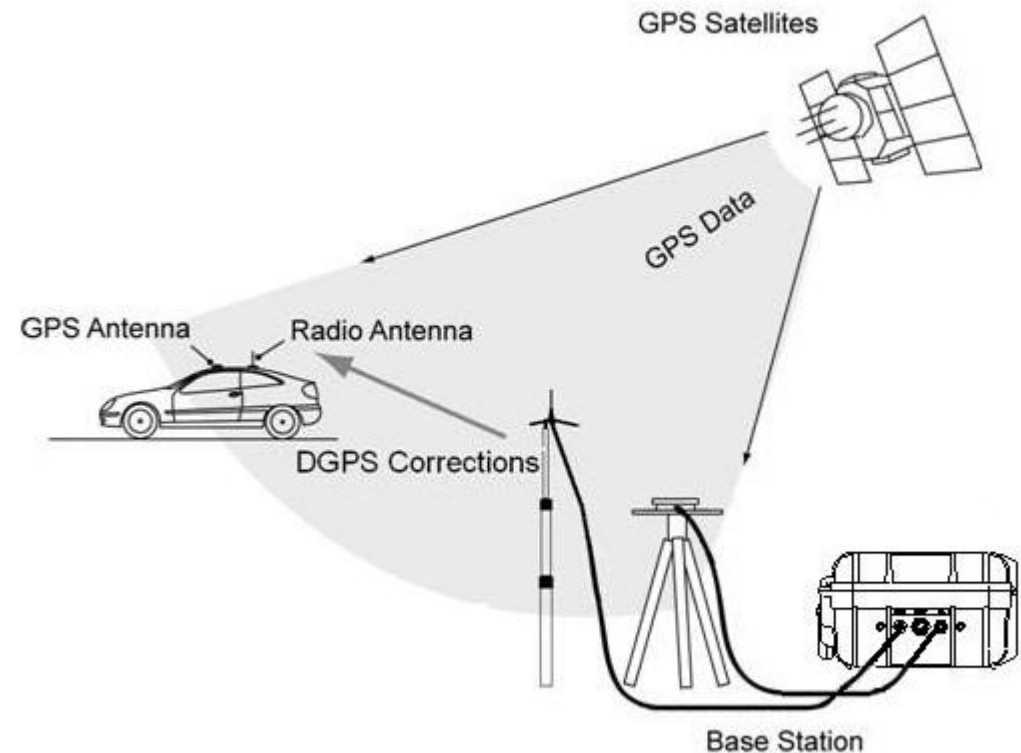 GPS Satellites
GPS Data
GPS Antenna
Radio Antenna
DGPS Corrections
Base Station